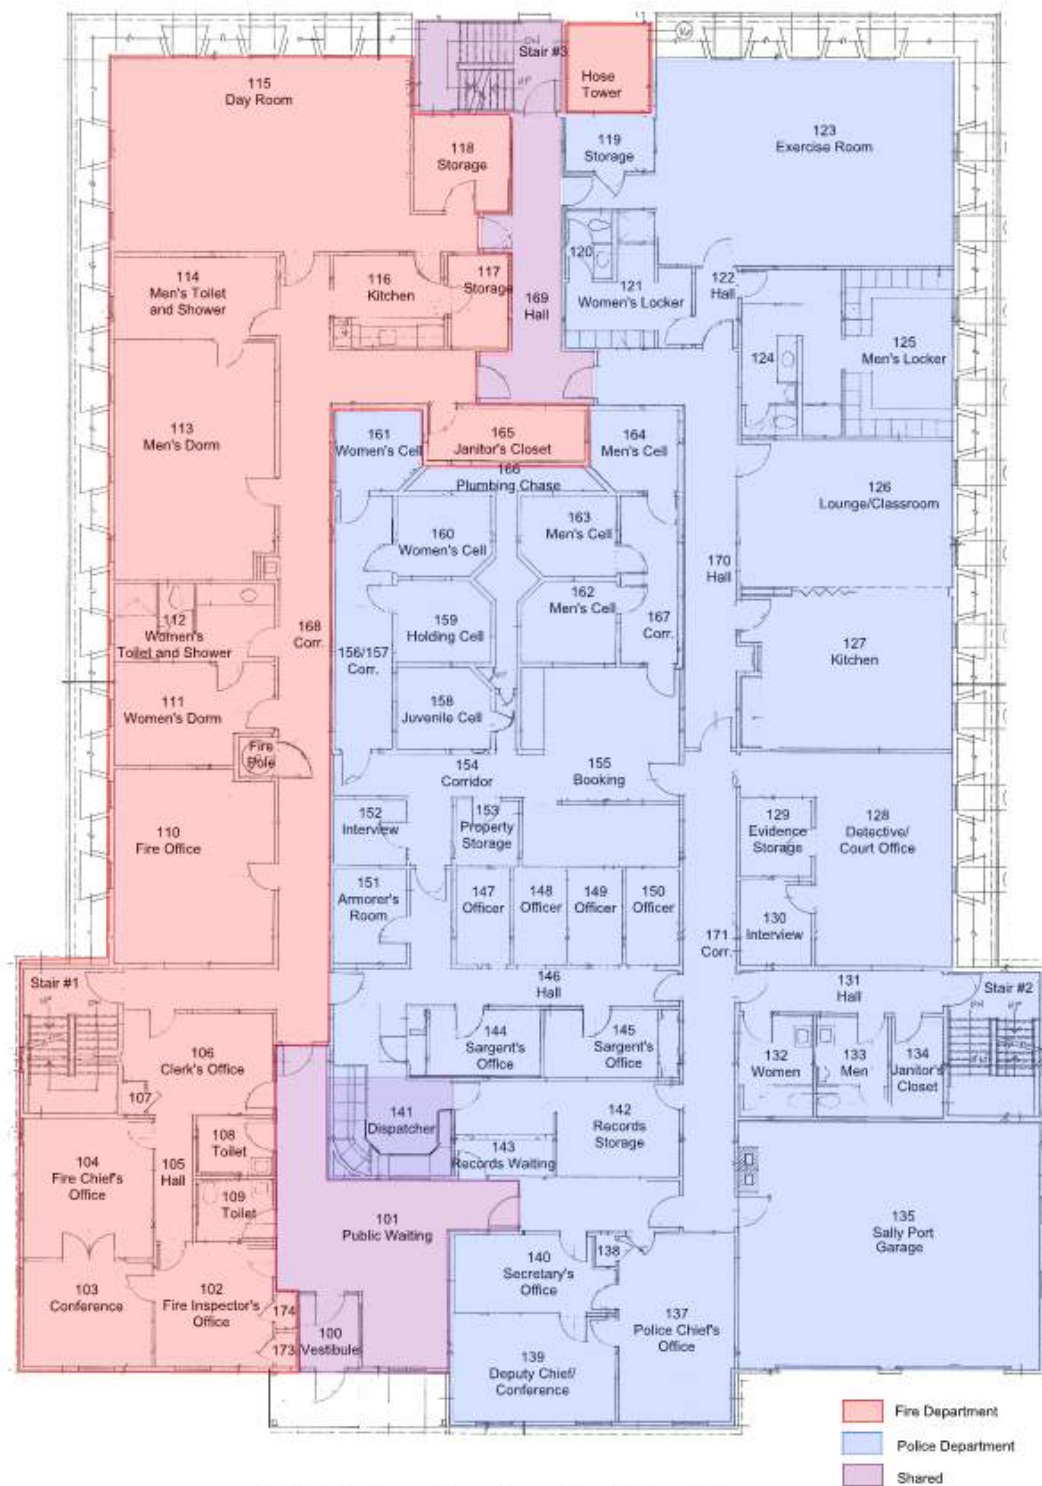 Stair #3
Hose
Tower
115
Day Room
118
Storage
119
Storage
123
Exercise Room
114
Men's Toilet
and Shower
116
Kitchen
117
Storage
169
Hall
120
121
Women's Locker
122
Hall
124
125
Men's Locker
113
Men's Dorm
161
Women's Cell
165
Janitor's Closet
164
Men's Cell
166
Plumbing Chase
126
Lounge/Classroom
160
Women's Cell
163
Men's Cell
170
Hall
112
Women's
Toilet and Shower
168
Corr.
159
Holding Cell
162
Men's Cell
167
Corr.
156/157
Corr.
127
Kitchen
111
Women's Dorm
158
Juvenile Cell
Fire
Pole
154
Corridor
155
Booking
110
Fire Office
152
Interview
153
Property
Storage
129
Evidence
Storage
128
Detective/
Court Office
151
Armorer's
Room
147
Officer
148
Officer
149
Officer
150
Officer
130
Interview
171
Corr.
Stair #1
146
Hall
131
Hall
Stair #2
106
Clerk's Office
144
Sargent's
Office
145
Sargent's
Office
132
Women
133
Men
134
Janitor's
Closet
107
141
Dispatcher
142
Records
Storage
108
Toilet
143
Records Waiting
104
Fire Chief's
Office
105
Hall
109
Toilet
101
Public Waiting
135
Sally Port
Garage
140
Secretary's
Office
138
103
Conference
102
Fire Inspector's
Office
174
173
100
Vestibule
137
Police Chief's
Office
139
Deputy Chief/
Conference
Fire Department
Police Department
Shared